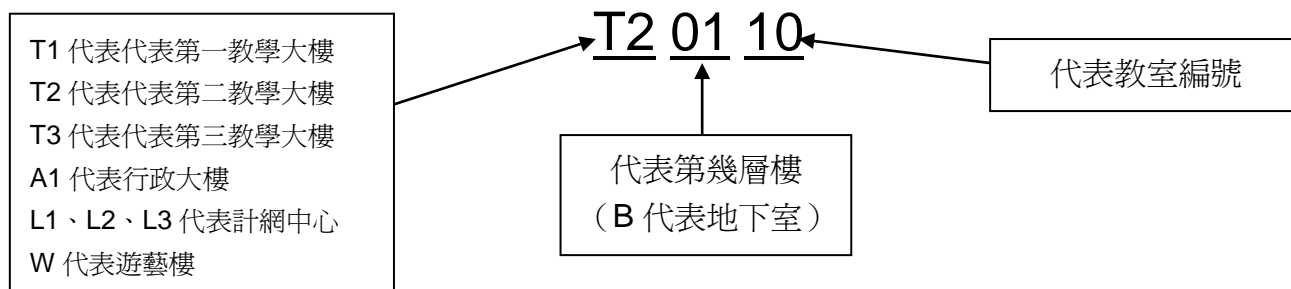 T2 01 10
T1 代表代表第一教學大樓
T2 代表代表第二教學大樓
T3 代表代表第三教學大樓
A1 代表行政大樓
L1、L2、L3 代表計網中心
W 代表遊藝樓
代表第幾層樓
（B 代表地下室）
代表教室編號